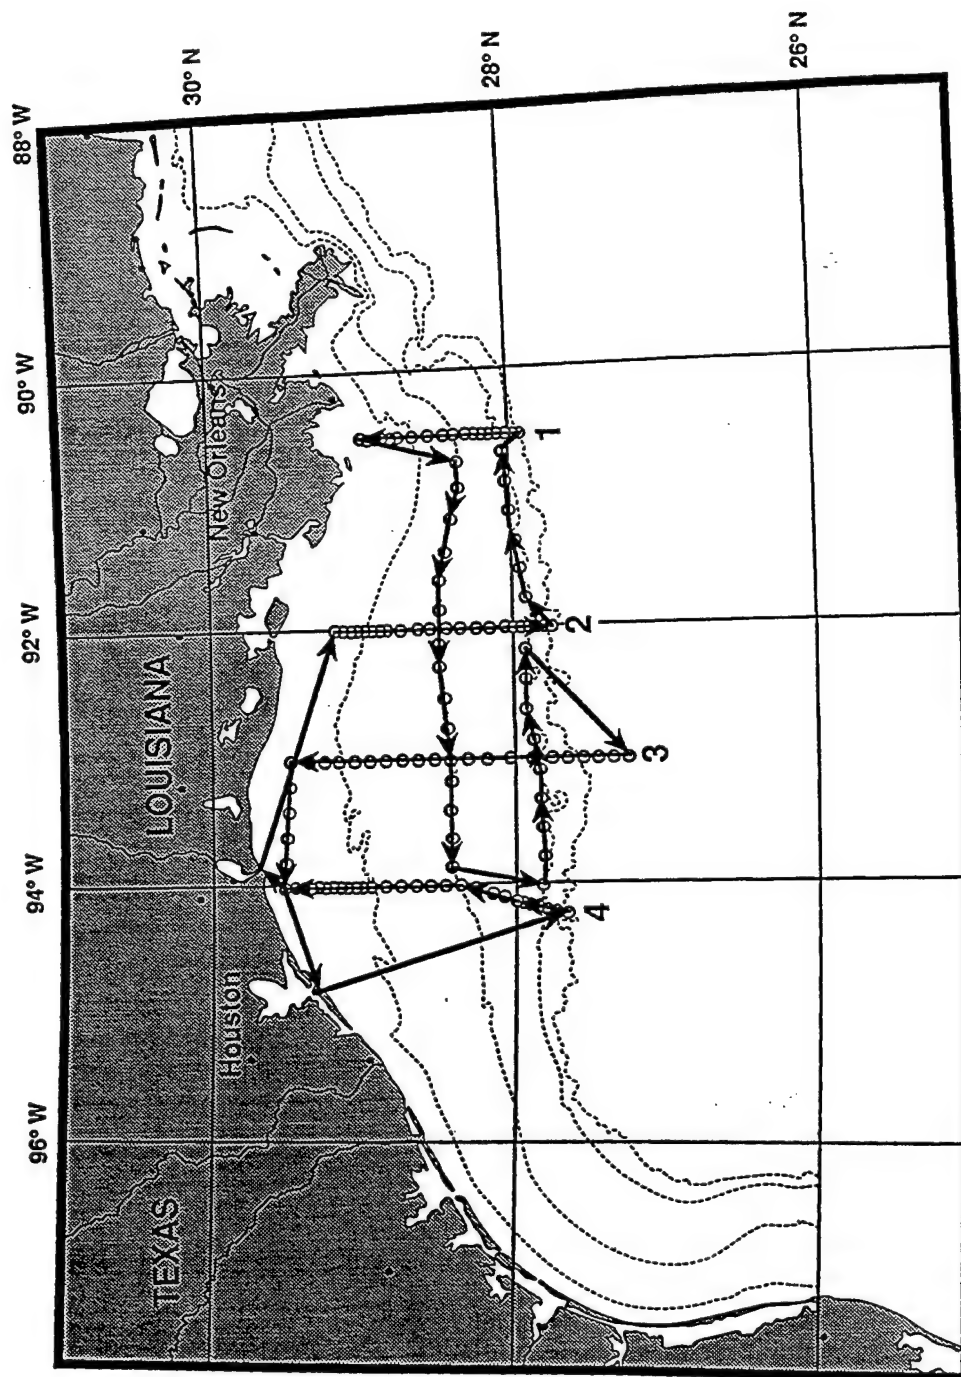 96° W
94° W
92° W
90° W
88° W
30° N
28° N
26° N
TEXAS
LOUISIANA
Houston
New Orleans
4
3
2
1